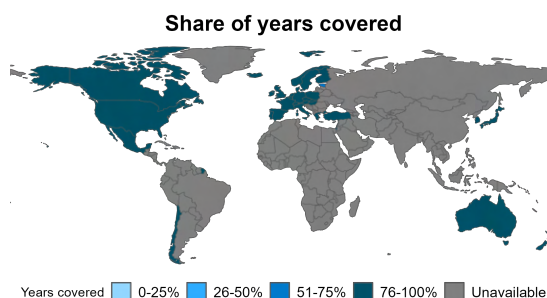 Share of years covered
Years covered 0-25% 26-50% 51-75% 76-100% Unavailable